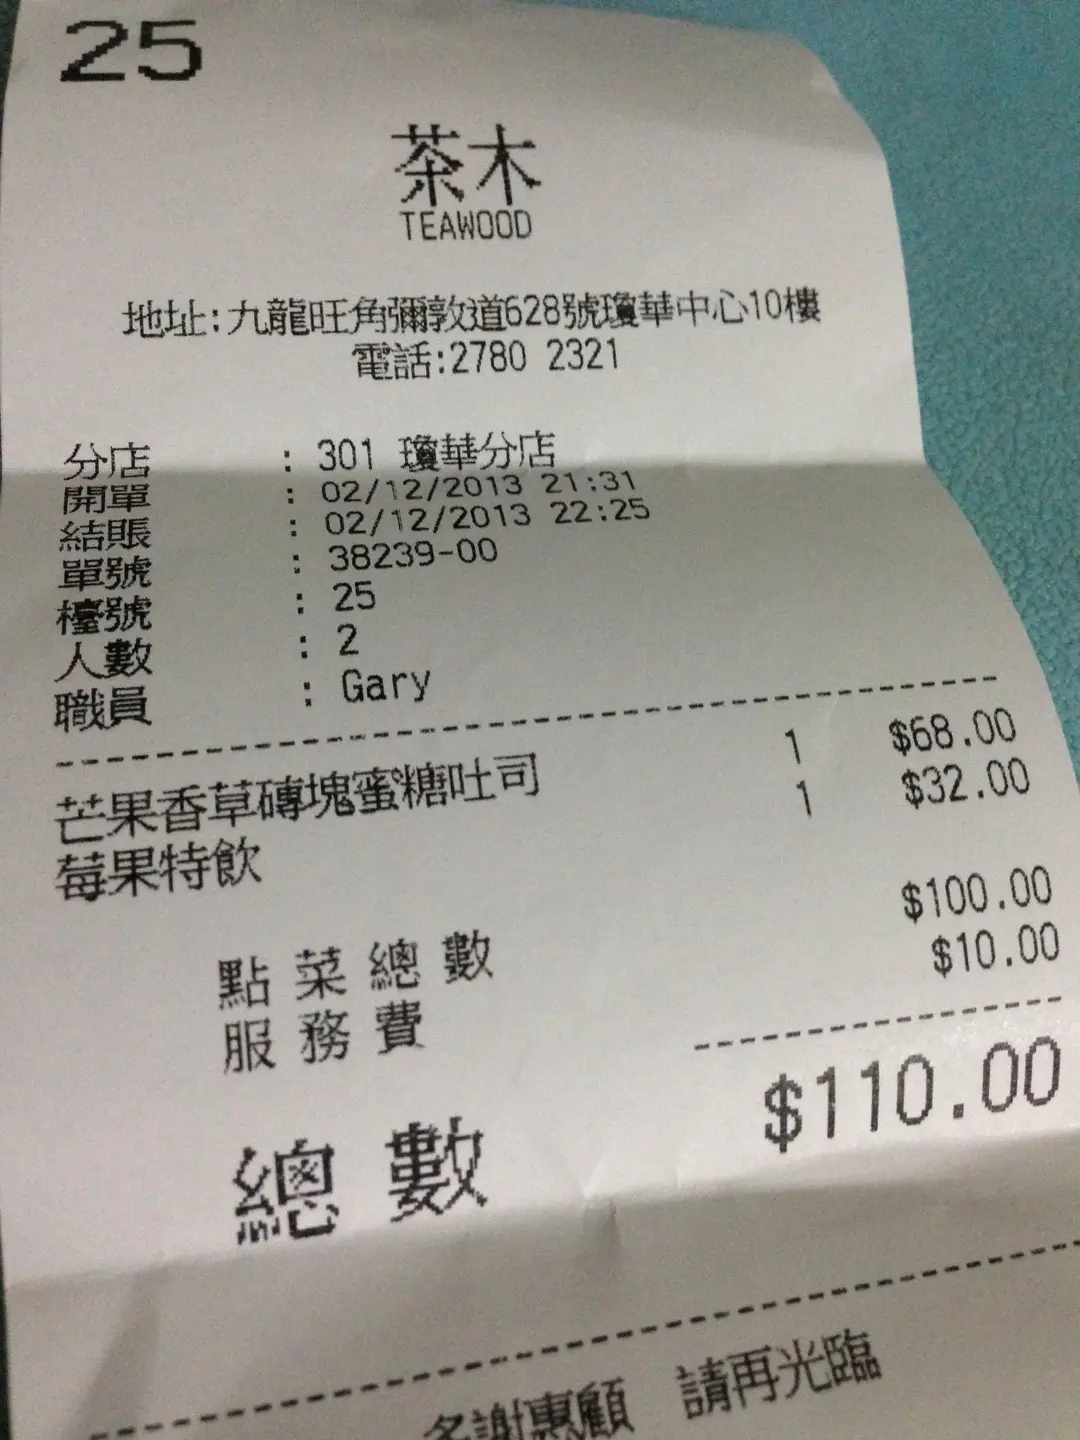 25
茶木
TEAWOOD
地址:九龍旺角彌敦道628號瓊華中心10樓
電話:2780 2321
分店 : 301 瓊華分店
開單 : 02/12/2013 21:31
結賬 : 02/12/2013 22:25
單號 : 38239-00
檯號 : 25
人數 : 2
職員 : Gary
芒果香草磚塊蜜糖吐司 1 $68.00
莓果特飲 1 $32.00
點菜總數 $100.00
服務費 $10.00
總數 $110.00
多謝惠顧 請再光臨